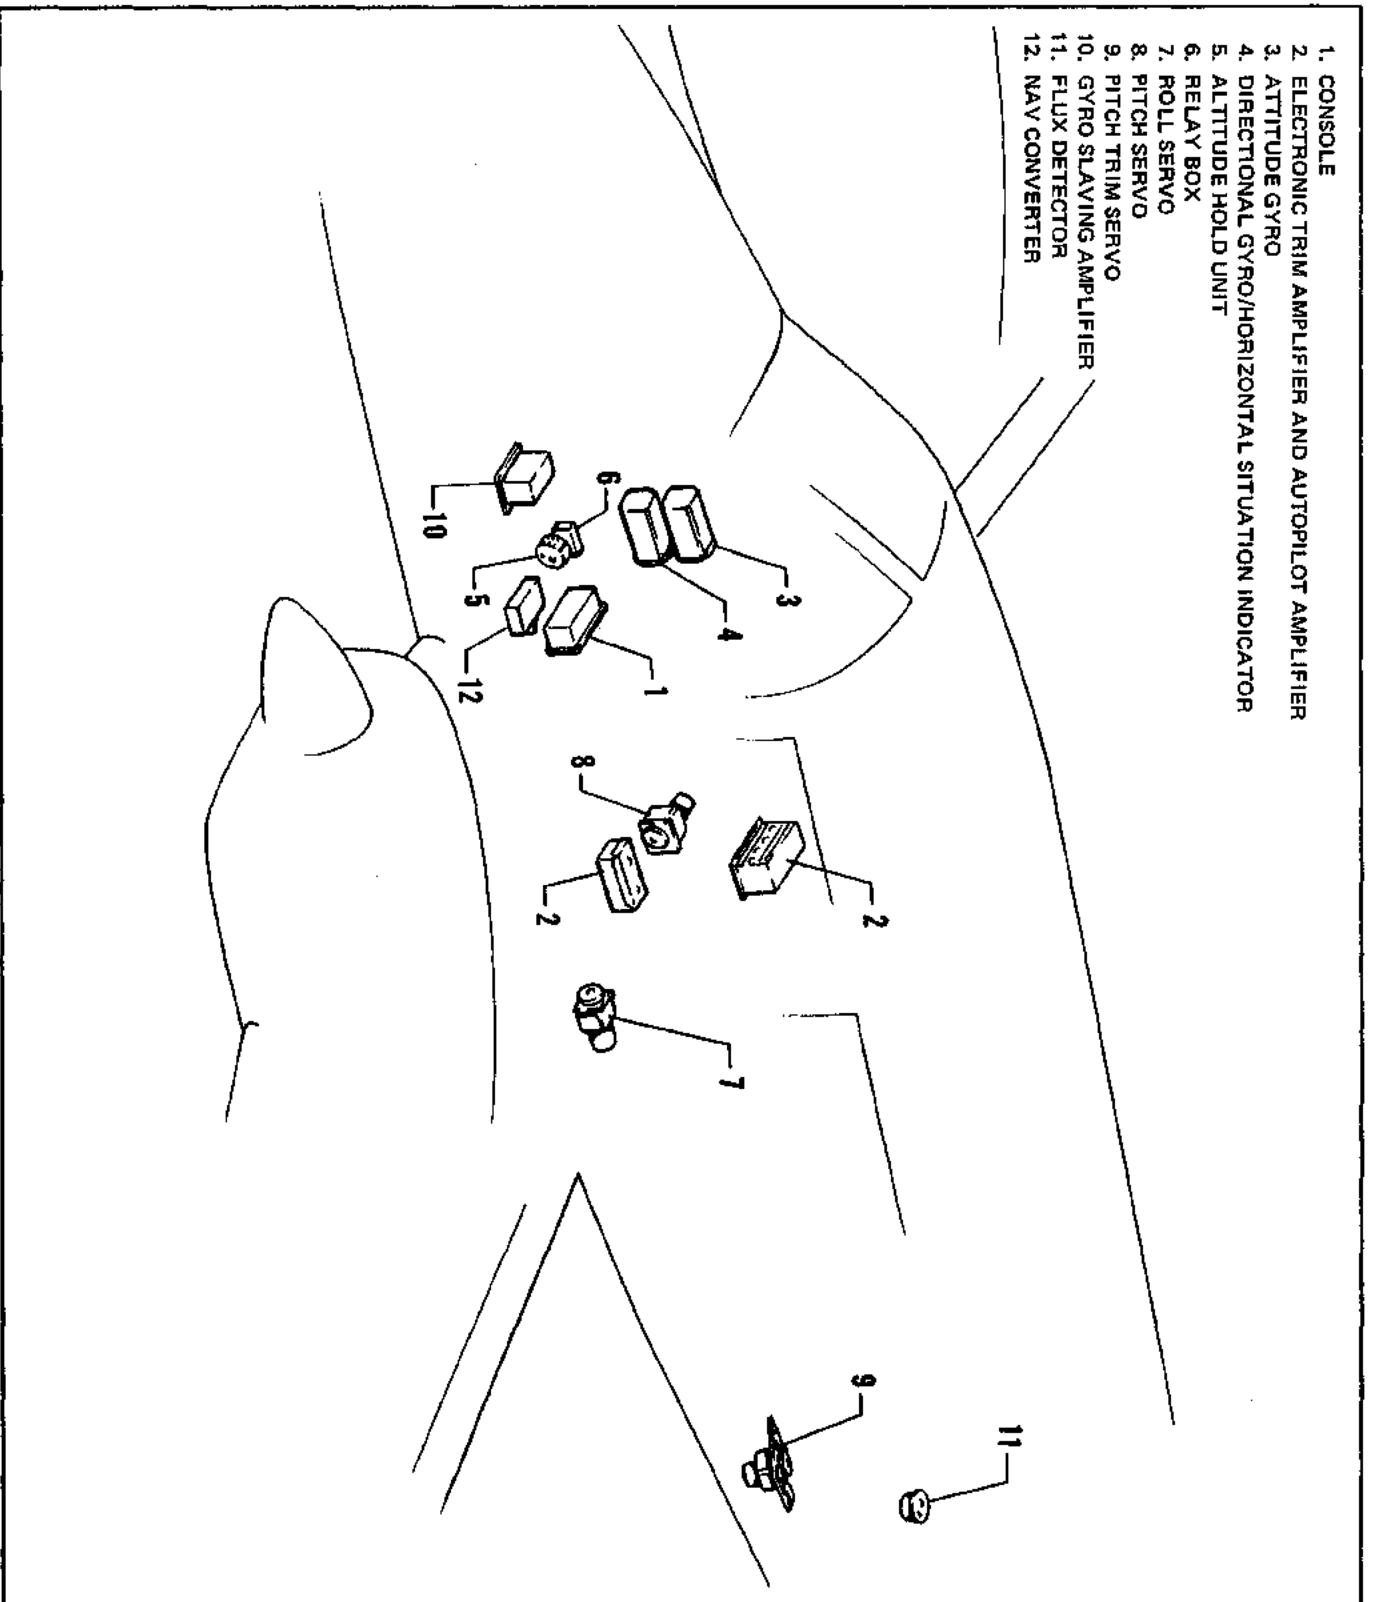 1. CONSOLE
2. ELECTRONIC TRIM AMPLIFIER AND AUTOPILOT AMPLIFIER
3. ATTITUDE GYRO
4. DIRECTIONAL GYRO/HORIZONTAL SITUATION INDICATOR
5. ALTITUDE HOLD UNIT
6. RELAY BOX
7. ROLL SERVO
8. PITCH SERVO
9. PITCH TRIM SERVO
10. GYRO SLAVING AMPLIFIER
11. FLUX DETECTOR
12. NAV CONVERTER
11
3
2
4
7
9
1
6
8
2
5
12
10